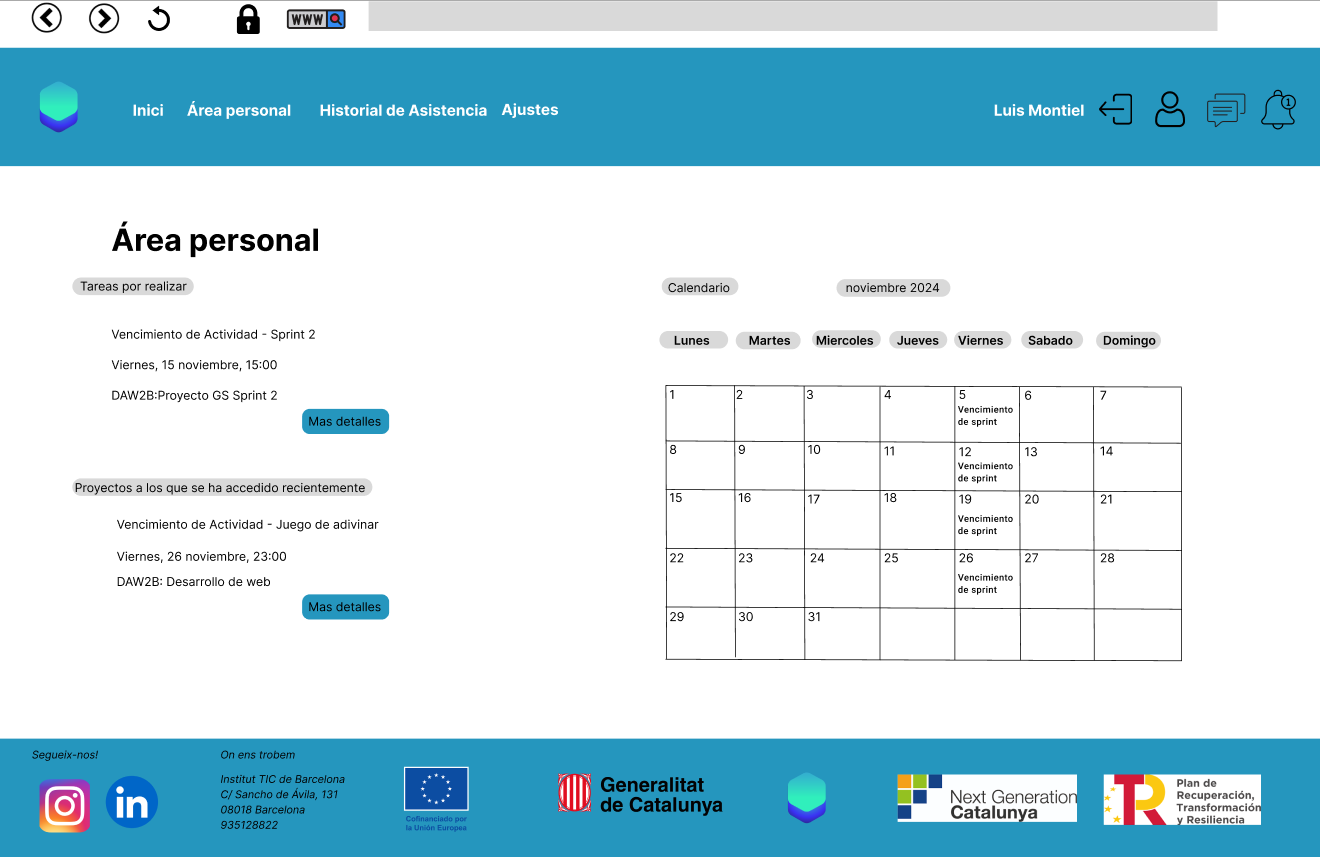 WWW
Inici Área personal Historial de Asistencia Ajustes Luis Montiel 1
Área personal
Tareas por realizar
Vencimiento de Actividad - Sprint 2
Viernes, 15 noviembre, 15:00
DAW2B:Proyecto GS Sprint 2
Mas detalles
Proyectos a los que se ha accedido recientemente
Vencimiento de Actividad - Juego de adivinar
Viernes, 26 noviembre, 23:00
DAW2B: Desarrollo de web
Mas detalles
Calendario noviembre 2024
Lunes Martes Miercoles Jueves Viernes Sabado Domingo
1 2 3 4 5 6 7
Vencimiento
de sprint
8 9 10 11 12 13 14
Vencimiento
de sprint
15 16 17 18 19 20 21
Vencimiento
de sprint
22 23 24 25 26 27 28
Vencimiento
de sprint
29 30 31
Segueix-nos!
in
On ens trobem
Institut TIC de Barcelona
C/ Sancho de Ávila, 131
08018 Barcelona
935128822
Cofinanciado por
la Unión Europea
Generalitat
de Catalunya
Next Generation
Catalunya
TR
Plan de
Recuperación,
Transformación
y Resiliencia